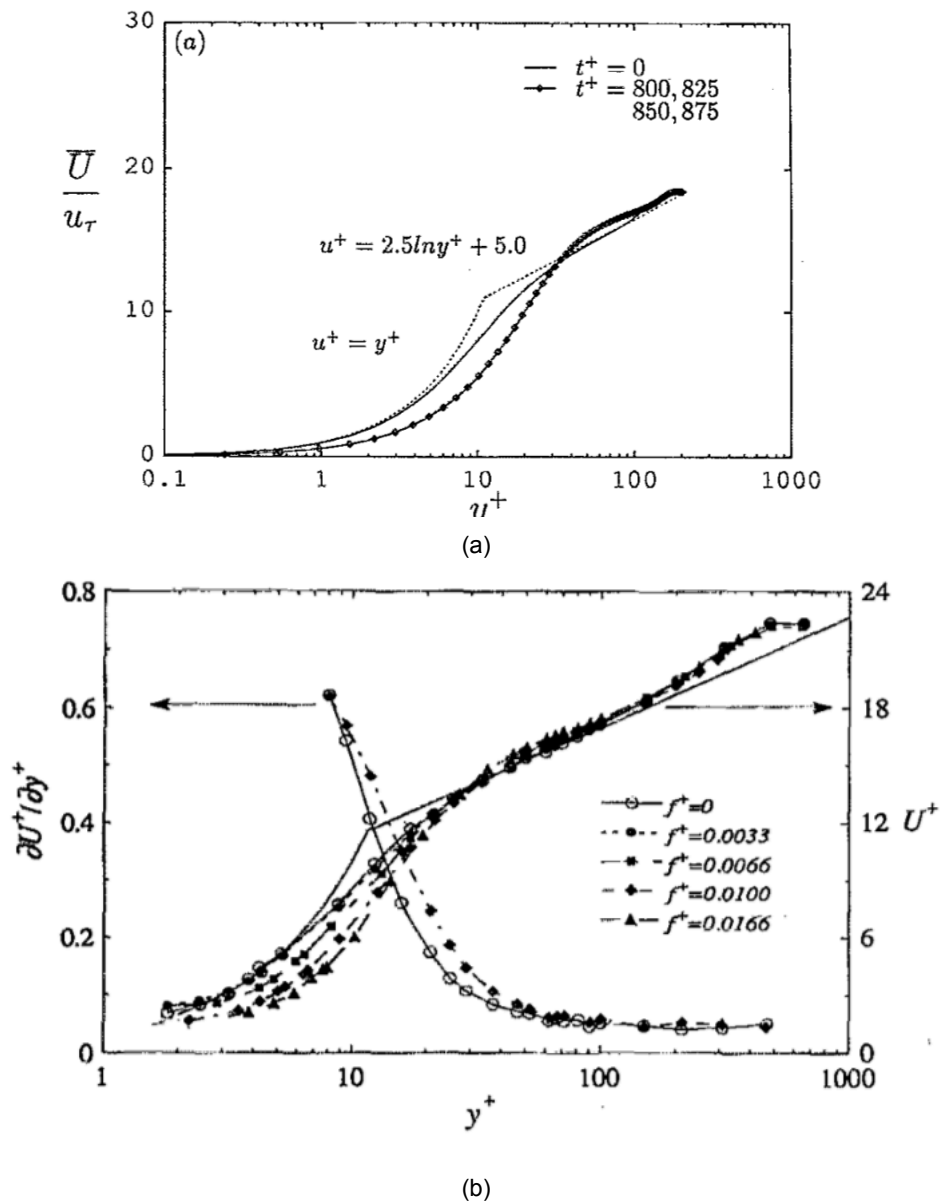 30
(a)
t⁺ = 0
t⁺ = 800, 825
850, 875
20
U̅
u_τ
u⁺ = 2.5lny⁺ + 5.0
10
u⁺ = y⁺
0
0.1 1 10 100 1000
(a)
0.8 24
0.6 18
f⁺=0
f⁺=0.0033
0.4 12
f⁺=0.0066
f⁺=0.0100
f⁺=0.0166
∂U⁺/∂y⁺ U⁺
0.2 6
0 0
1 10 100 1000
y⁺
(b)